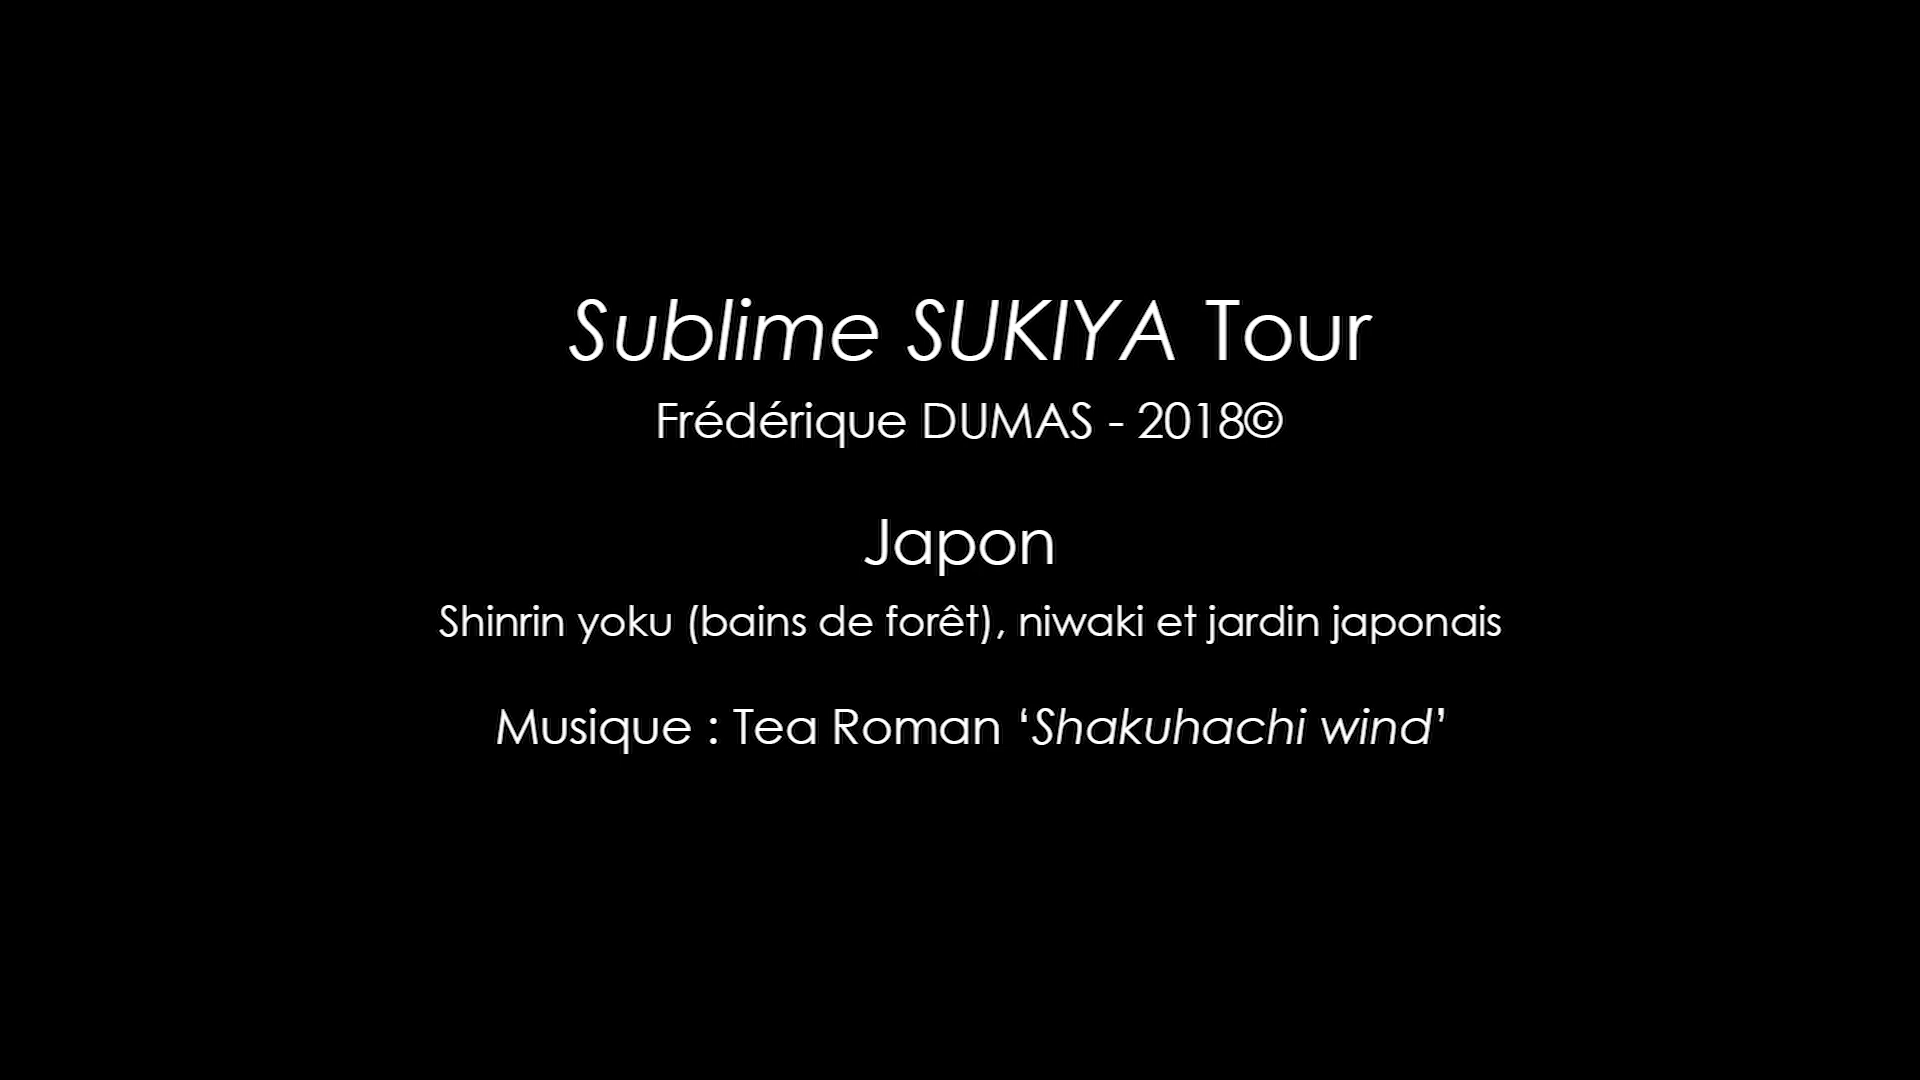 Sublime SUKIYA Tour
Frédérique DUMAS - 2018©
Japon
Shinrin yoku (bains de forêt), niwaki et jardin japonais
Musique : Tea Roman ‘Shakuhachi wind’